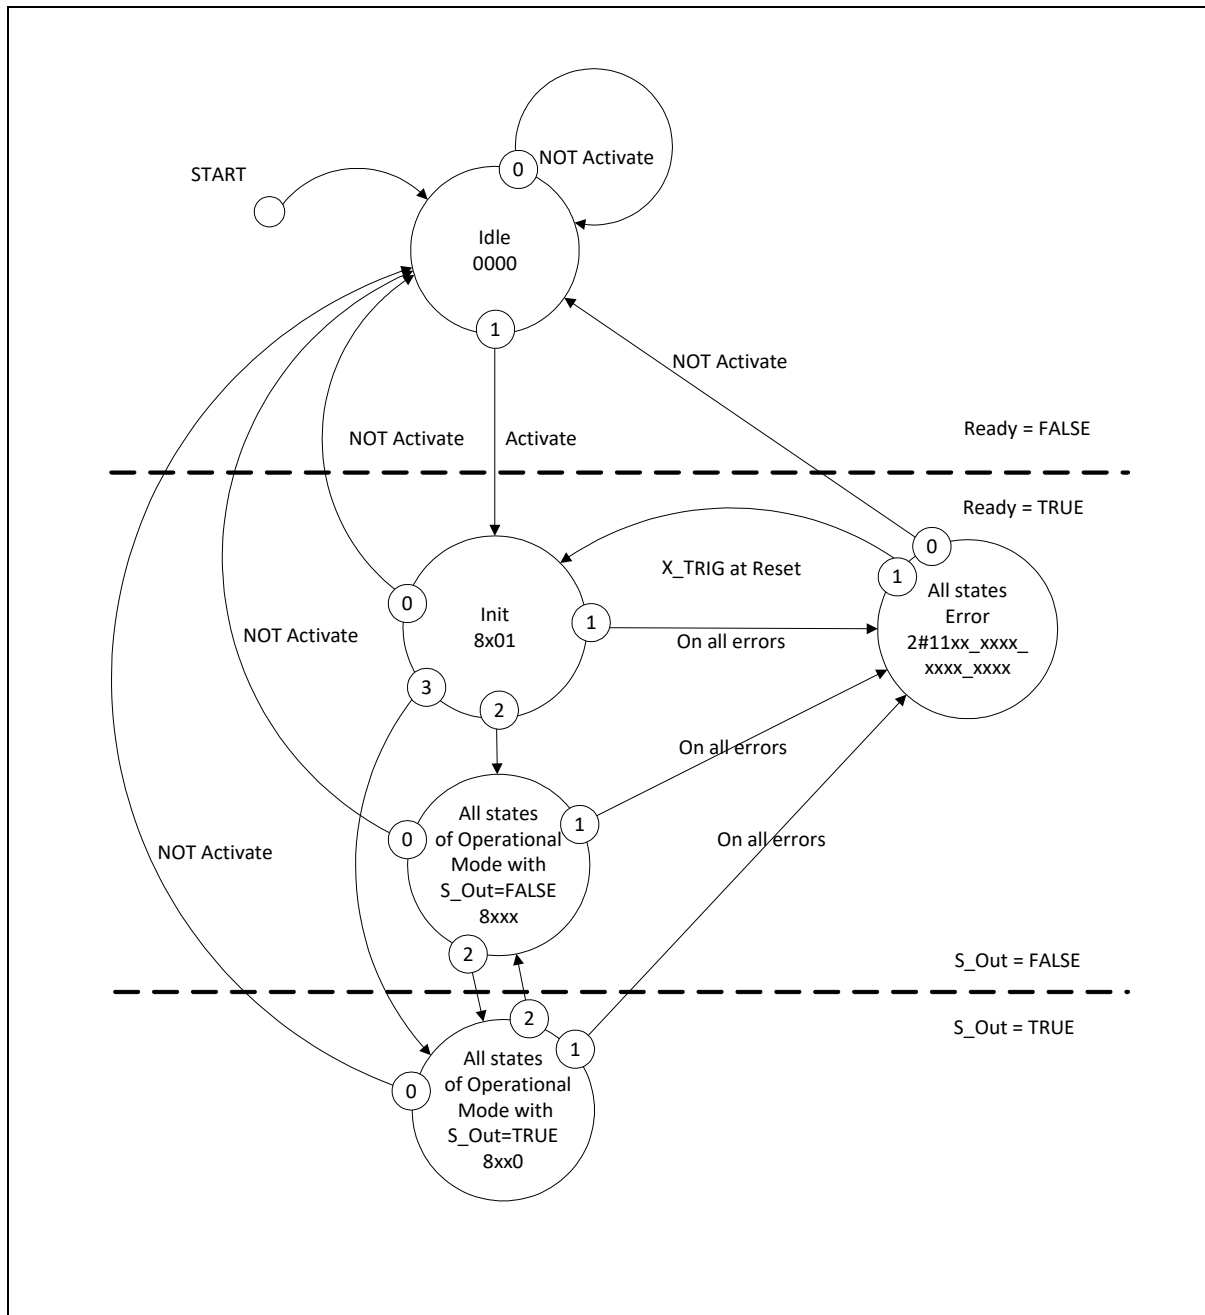 0
NOT Activate
START
Idle
0000
1
NOT Activate
NOT Activate
Activate
Ready = FALSE
Ready = TRUE
0
X_TRIG at Reset
1
All states
Error
2#11xx_xxxx_
xxxx_xxxx
0
Init
8x01
1
On all errors
NOT Activate
3
2
On all errors
All states
of Operational
Mode with
S_Out=FALSE
8xxx
0
1
On all errors
NOT Activate
2
S_Out = FALSE
2
S_Out = TRUE
1
All states
of Operational
Mode with
S_Out=TRUE
8xx0
0